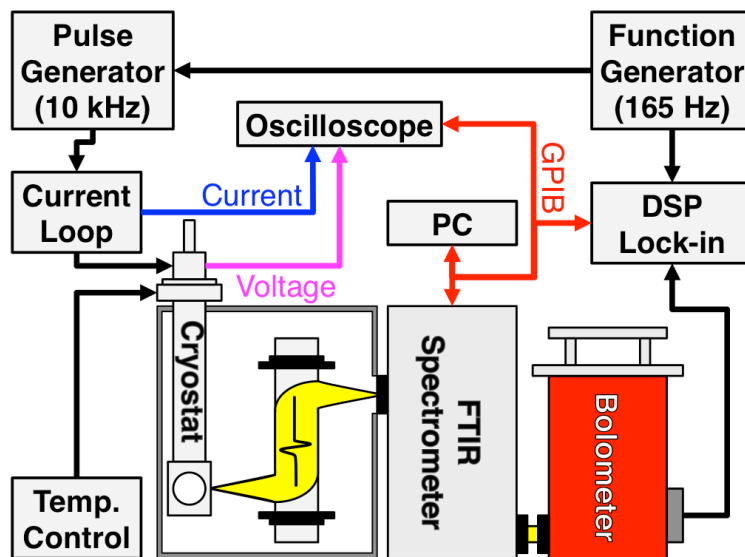 Pulse
Generator
(10 kHz)
Function
Generator
(165 Hz)
Oscilloscope
GPIB
Current
Loop
Current
PC
DSP
Lock-in
Voltage
Cryostat
FTIR
Spectrometer
Bolometer
Temp.
Control